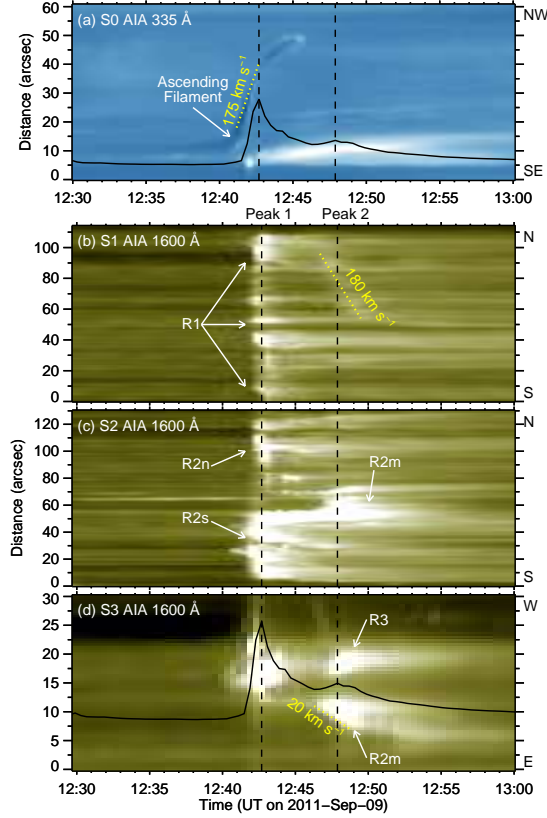 (a) S0 AIA 335 Å
NW
Ascending
Filament
175 km s⁻¹
SE
Distance (arcsec)
60
50
40
30
20
10
0
12:30 12:35 12:40 12:45 12:50 12:55 13:00
Peak 1 Peak 2
(b) S1 AIA 1600 Å
N
180 km s⁻¹
R1
S
100
80
60
40
20
0
(c) S2 AIA 1600 Å
N
R2n
R2m
R2s
S
Distance (arcsec)
120
100
80
60
40
20
0
(d) S3 AIA 1600 Å
W
R3
20 km s⁻¹
R2m
E
30
25
20
15
10
5
0
12:30 12:35 12:40 12:45 12:50 12:55 13:00
Time (UT on 2011−Sep−09)